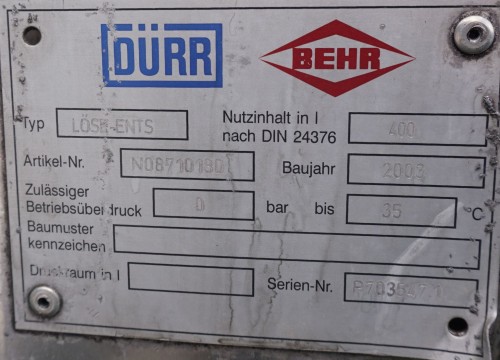 DÜRR BEHR
Typ LÖSE-ENTS Nutzinhalt in l nach DIN 24376 400
Artikel-Nr. N08710190 Baujahr 2003
Zulässiger Betriebsüberdruck 0 bar bis 35 °C
Baumuster kennzeichen
Druckraum in l Serien-Nr.